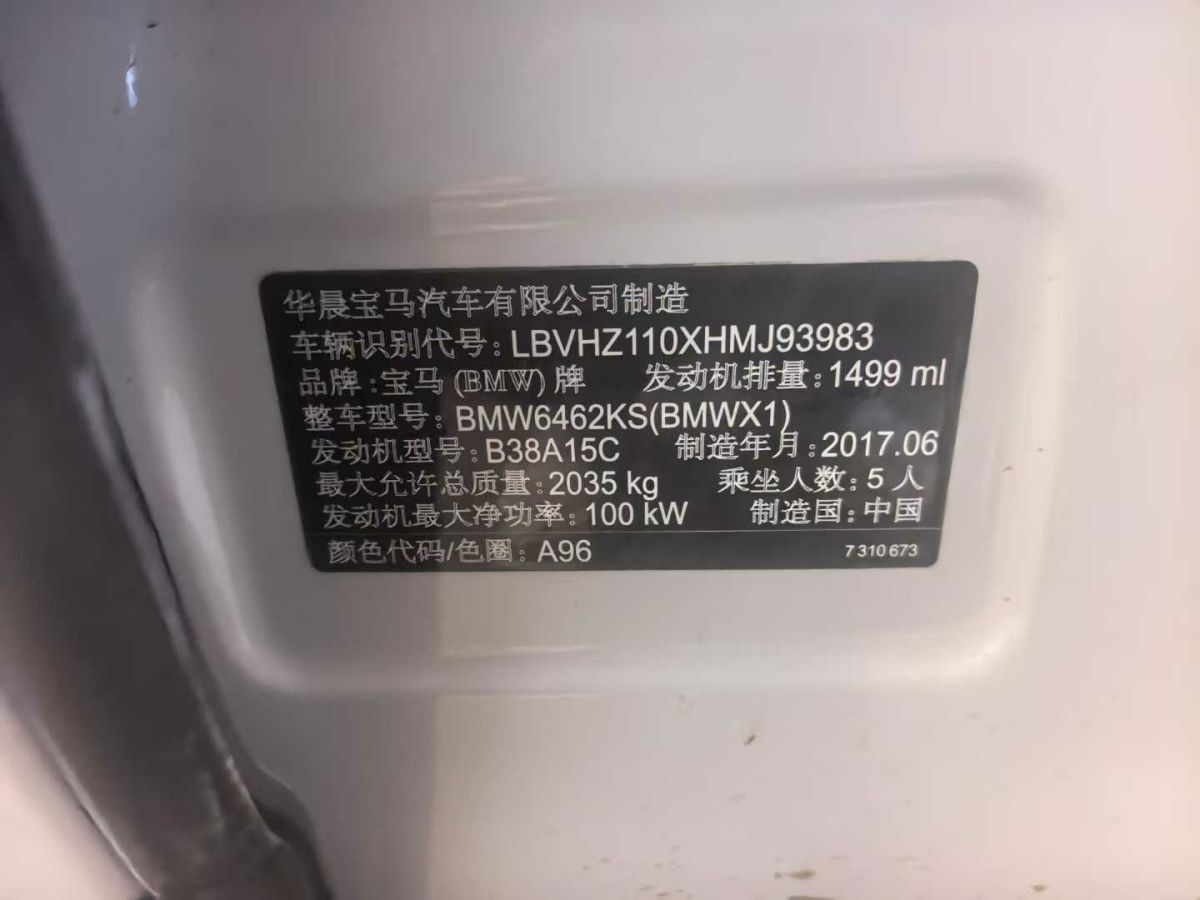 华晨宝马汽车有限公司制造
车辆识别代号: LBVHZ110XHMJ93983
品牌: 宝马 (BMW) 牌 发动机排量: 1499 ml
整车型号: BMW6462KS(BMWX1)
发动机型号: B38A15C 制造年月: 2017.06
最大允许总质量: 2035 kg 乘坐人数: 5 人
发动机最大净功率: 100 kW 制造国: 中国
颜色代码/色圈: A96 7 310 673